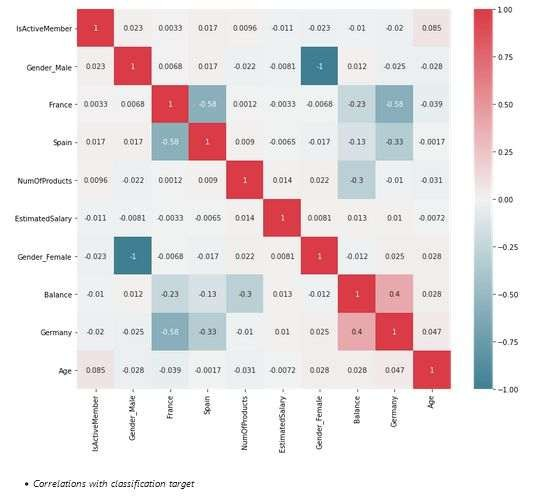 IsActiveMember 1 0.023 0.0033 0.017 0.0096 -0.011 -0.023 -0.01 -0.02 0.085
Gender_Male 0.023 1 0.0068 0.017 -0.022 -0.0081 -1 0.012 -0.025 -0.028
France 0.0033 0.0068 1 -0.58 0.0012 -0.0033 -0.0068 -0.23 -0.58 -0.039
Spain 0.017 0.017 -0.58 1 0.009 -0.0065 -0.017 -0.13 -0.33 -0.0017
NumOfProducts 0.0096 -0.022 0.0012 0.009 1 0.014 0.022 -0.3 -0.01 -0.031
EstimatedSalary -0.011 -0.0081 -0.0033 -0.0065 0.014 1 0.0081 0.013 0.01 -0.0072
Gender_Female -0.023 -1 -0.0068 -0.017 0.022 0.0081 1 -0.012 0.025 0.028
Balance -0.01 0.012 -0.23 -0.13 -0.3 0.013 -0.012 1 0.4 0.028
Germany -0.02 -0.025 -0.58 -0.33 -0.01 0.01 0.025 0.4 1 0.047
Age 0.085 -0.028 -0.039 -0.0017 -0.031 -0.0072 0.028 0.028 0.047 1
IsActiveMember Gender_Male France Spain NumOfProducts EstimatedSalary Gender_Female Balance Germany Age
1.00
0.75
0.50
0.25
0.00
−0.25
−0.50
−0.75
−1.00
• Correlations with classification target